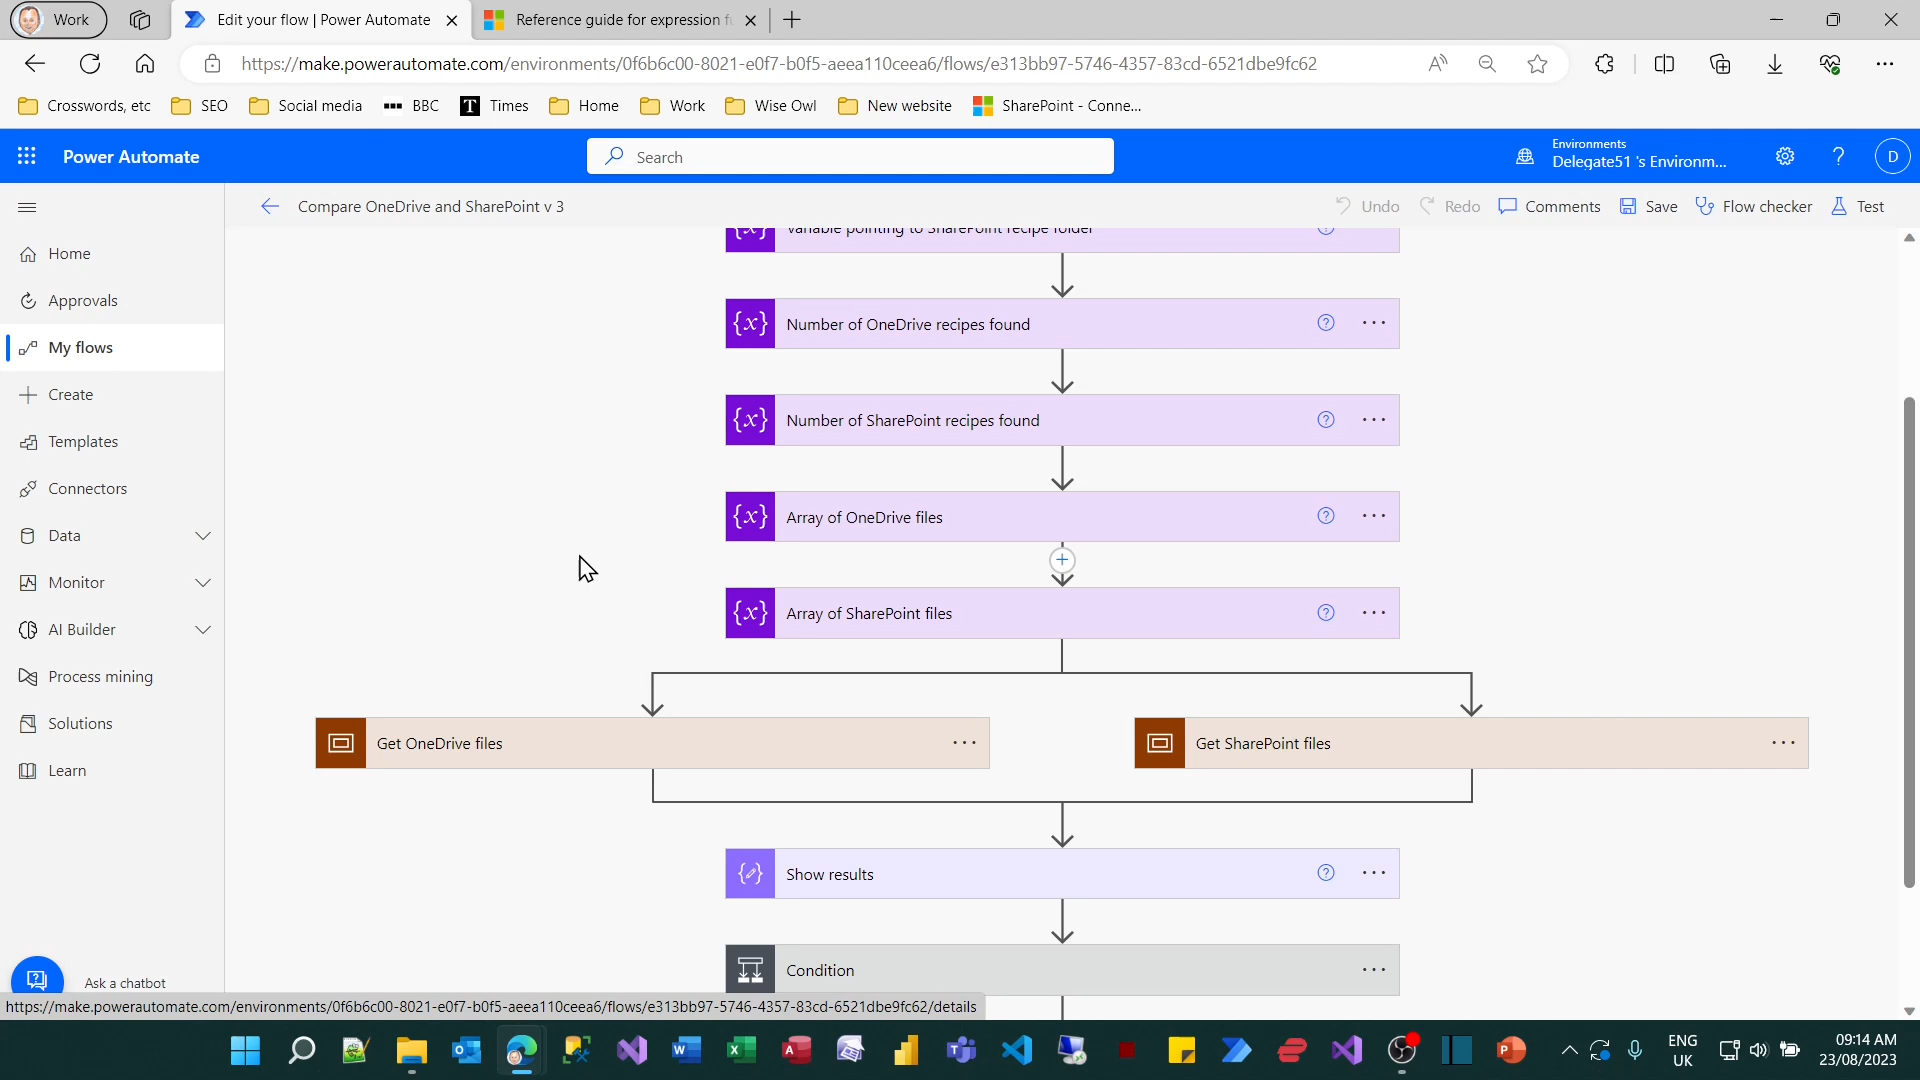 Work
Edit your flow | Power Automate
Reference guide for expression f
https://make.powerautomate.com/environments/0f6b6c00-8021-e0f7-b0f5-aeea110ceea6/flows/e313bb97-5746-4357-83cd-6521dbe9fc62
Crosswords, etc
SEO
Social media
BBC
T Times
Home
Work
Wise Owl
New website
SharePoint - Conne...
Power Automate
Search
Environments
Delegate51 's Environm...
?
D
Compare OneDrive and SharePoint v 3
Undo
Redo
Comments
Save
Flow checker
Test
Home
Approvals
My flows
Create
Templates
Connectors
Data
Monitor
AI Builder
Process mining
Solutions
Learn
Ask a chatbot
Variable pointing to SharePoint recipe folder
{x} Number of OneDrive recipes found
{x} Number of SharePoint recipes found
{x} Array of OneDrive files
{x} Array of SharePoint files
Get OneDrive files
Get SharePoint files
Show results
Condition
https://make.powerautomate.com/environments/0f6b6c00-8021-e0f7-b0f5-aeea110ceea6/flows/e313bb97-5746-4357-83cd-6521dbe9fc62/details
ENG
UK
09:14 AM
23/08/2023